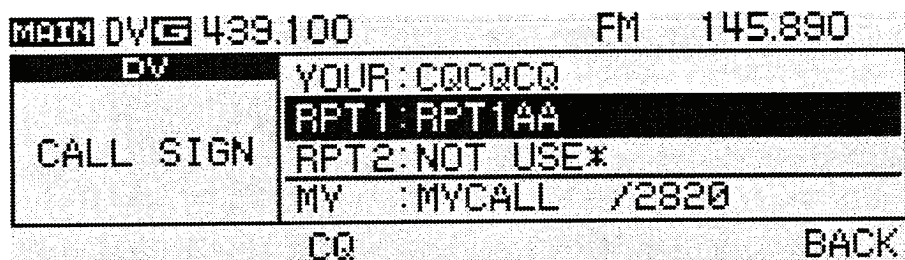 MAIN DV G 439.100 FM 145.890
DV
CALL SIGN
YOUR:CQCQCQ
RPT1:RPT1AA
RPT2:NOT USE*
MY :MYCALL /2820
CQ BACK